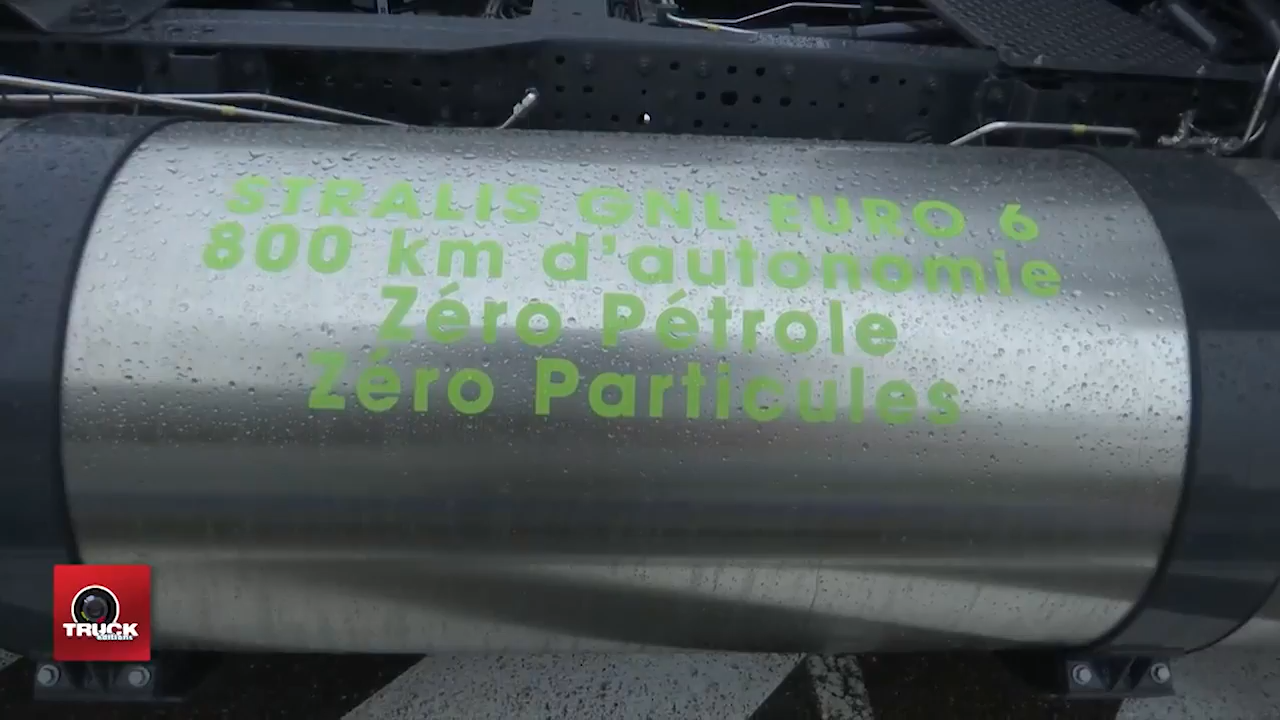 STRALIS GNL EURO 6
800 km d'autonomie
Zéro Pétrole
Zéro Particules
TRUCK